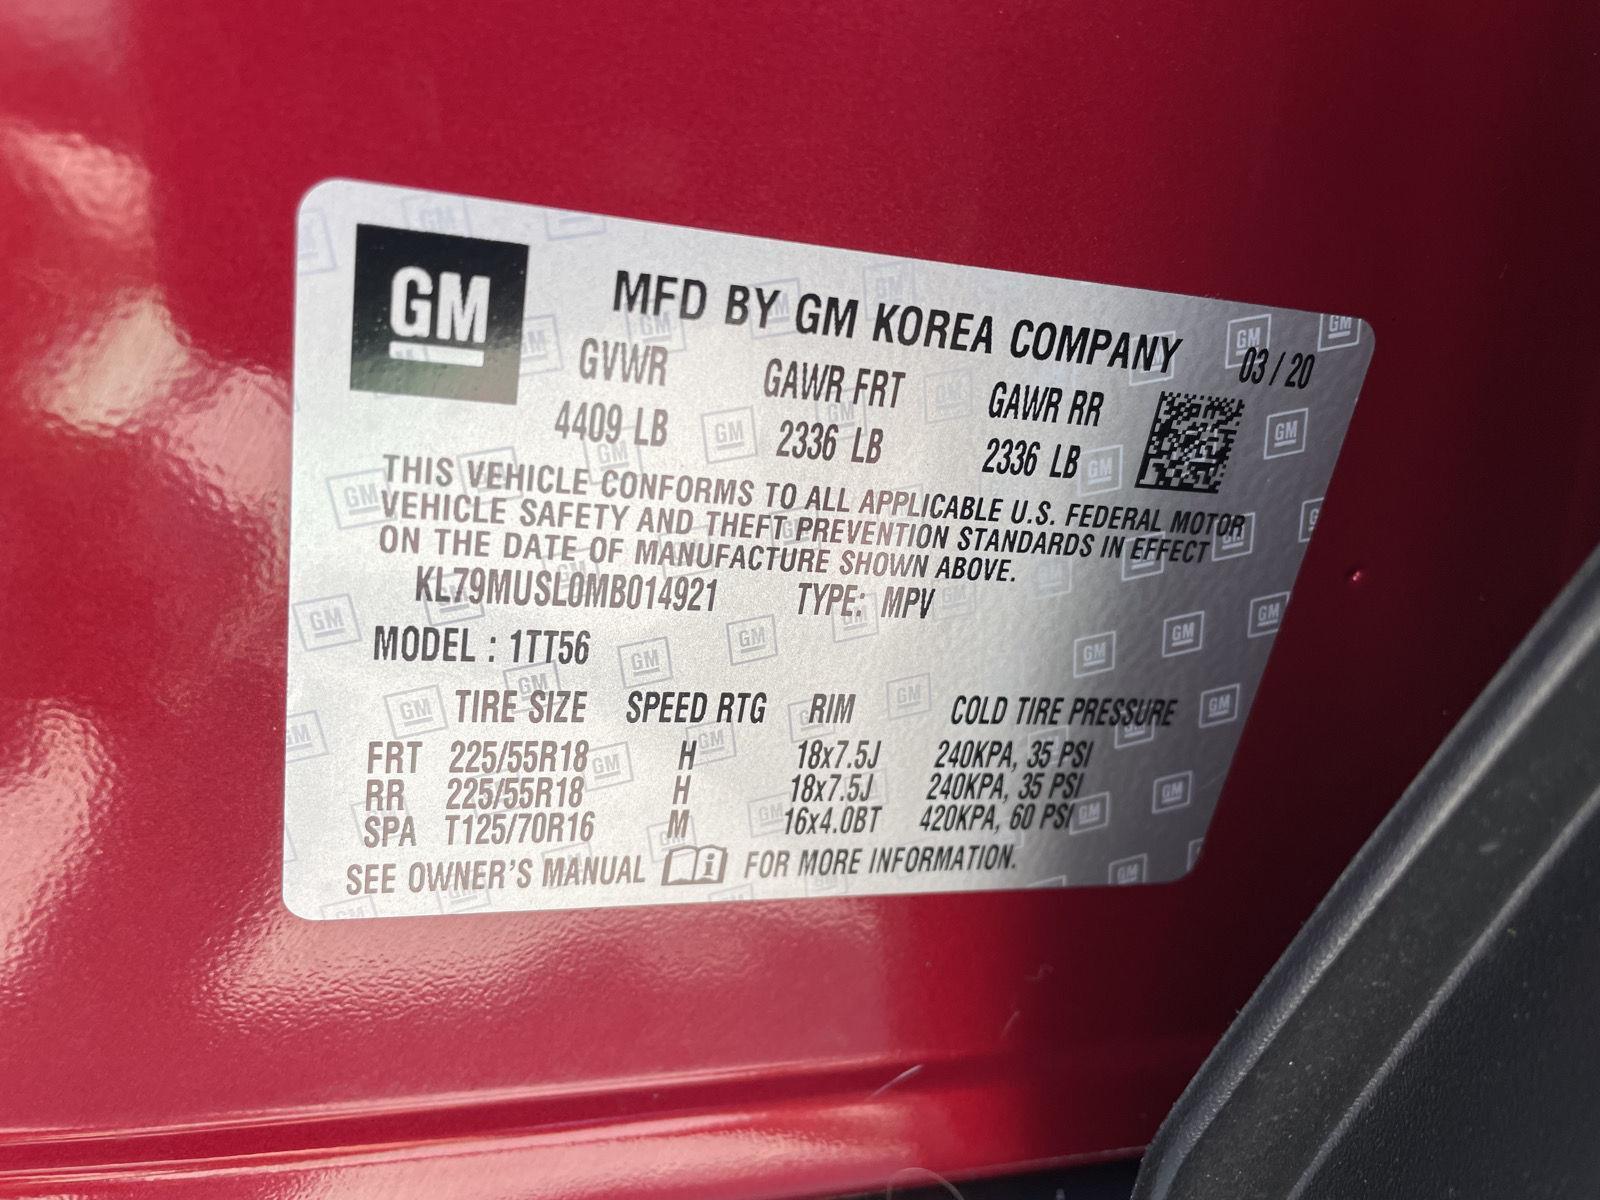 GM
MFD BY GM KOREA COMPANY 03 / 20
GVWR GAWR FRT GAWR RR
4409 LB 2336 LB 2336 LB
THIS VEHICLE CONFORMS TO ALL APPLICABLE U.S. FEDERAL MOTOR
VEHICLE SAFETY AND THEFT PREVENTION STANDARDS IN EFFECT
ON THE DATE OF MANUFACTURE SHOWN ABOVE.
KL79MUSL0MB014921 TYPE: MPV
MODEL : 1TT56
TIRE SIZE SPEED RTG RIM COLD TIRE PRESSURE
FRT 225/55R18 H 18x7.5J 240KPA, 35 PSI
RR 225/55R18 H 18x7.5J 240KPA, 35 PSI
SPA T125/70R16 M 16x4.0BT 420KPA, 60 PSI
SEE OWNER'S MANUAL i FOR MORE INFORMATION.